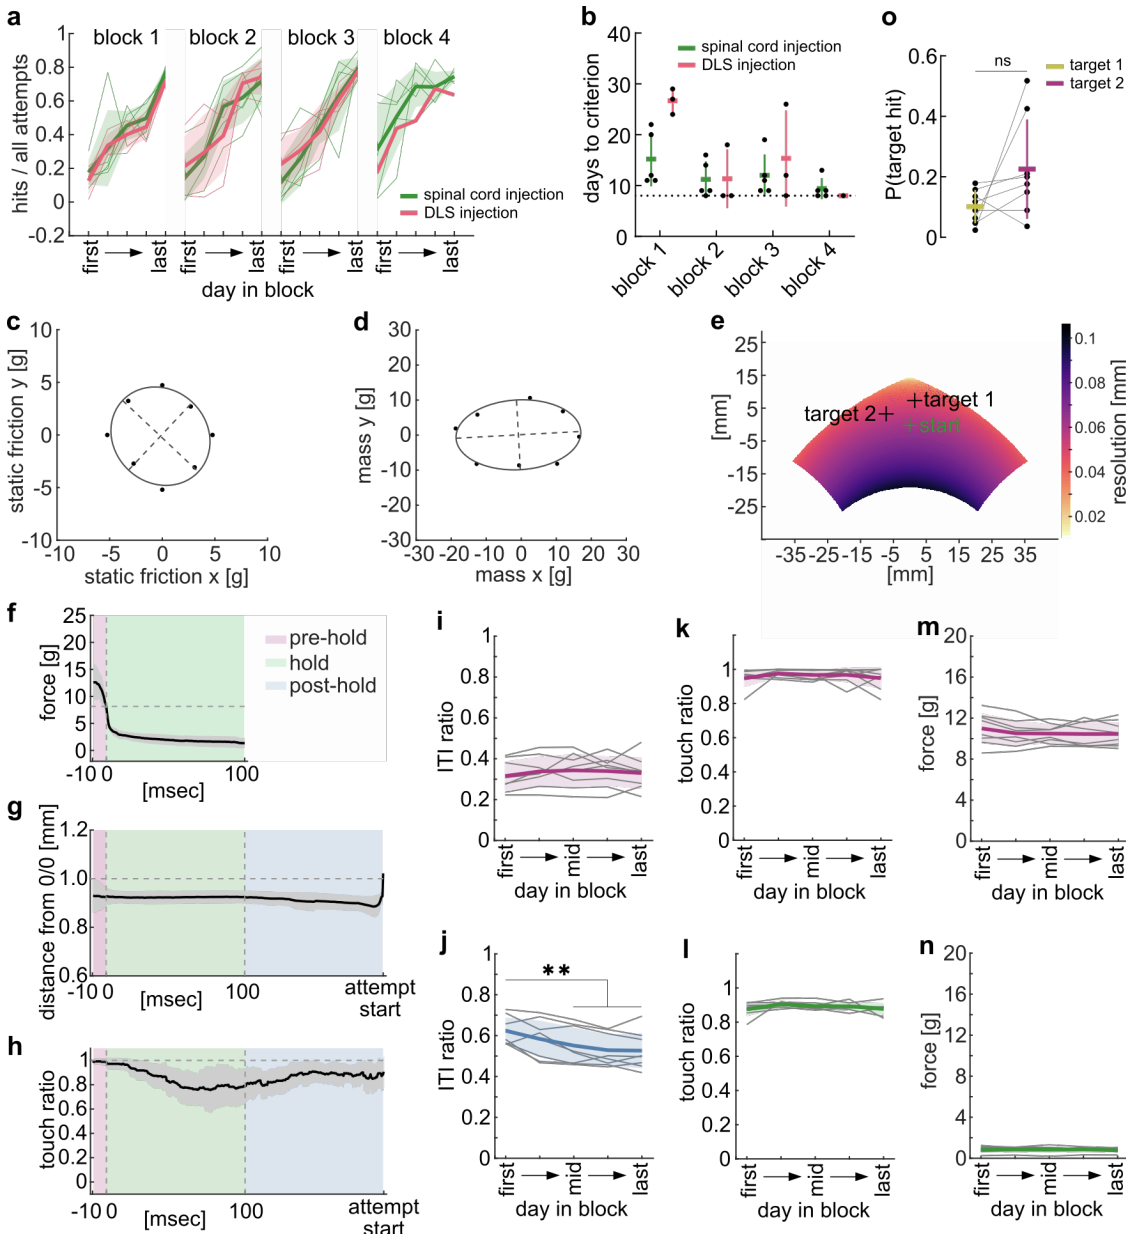 a
block 1
block 2
block 3
block 4
hits / all attempts
1
0.8
0.6
0.4
0.2
0
-0.2
spinal cord injection
DLS injection
first
last
first
last
first
last
first
last
day in block
b
days to criterion
40
30
20
10
0
spinal cord injection
DLS injection
block 1
block 2
block 3
block 4
o
P(target hit)
0.6
0.4
0.2
0
ns
target 1
target 2
c
static friction y [g]
10
5
0
-5
-10
-10
-5
0
5
10
static friction x [g]
d
mass y [g]
30
20
10
0
-10
-20
-30
-30
-20
-10
0
10
20
30
mass x [g]
e
[mm]
25
15
5
-5
-15
-25
target 1
target 2
start
-35
-25
-15
-5
5
15
25
35
[mm]
0.1
0.08
0.06
0.04
0.02
resolution [mm]
f
force [g]
25
20
15
10
5
0
-10
0
100
[msec]
pre-hold
hold
post-hold
g
distance from 0/0 [mm]
1.2
1.0
0.8
0.6
-10
0
[msec]
100
attempt
start
h
touch ratio
1
0.8
0.6
0.4
0.2
0
-10
0
[msec]
100
attempt
start
i
ITI ratio
1
0.8
0.6
0.4
0.2
0
first
mid
last
day in block
k
touch ratio
1
0.8
0.6
0.4
0.2
0
first
mid
last
day in block
m
force [g]
20
16
12
8
4
0
first
mid
last
day in block
j
ITI ratio
1
0.8
0.6
0.4
0.2
0
**
first
mid
last
day in block
l
touch ratio
1
0.8
0.6
0.4
0.2
0
first
mid
last
day in block
n
force [g]
20
16
12
8
4
0
first
mid
last
day in block